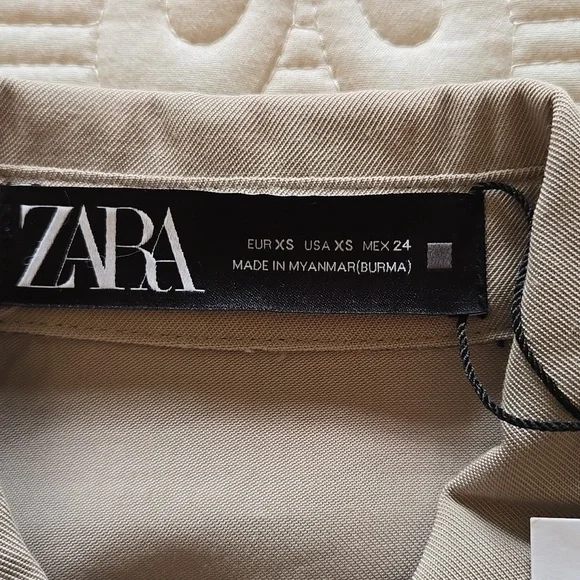 ZARA
EUR XS USA XS MEX 24
MADE IN MYANMAR(BURMA)